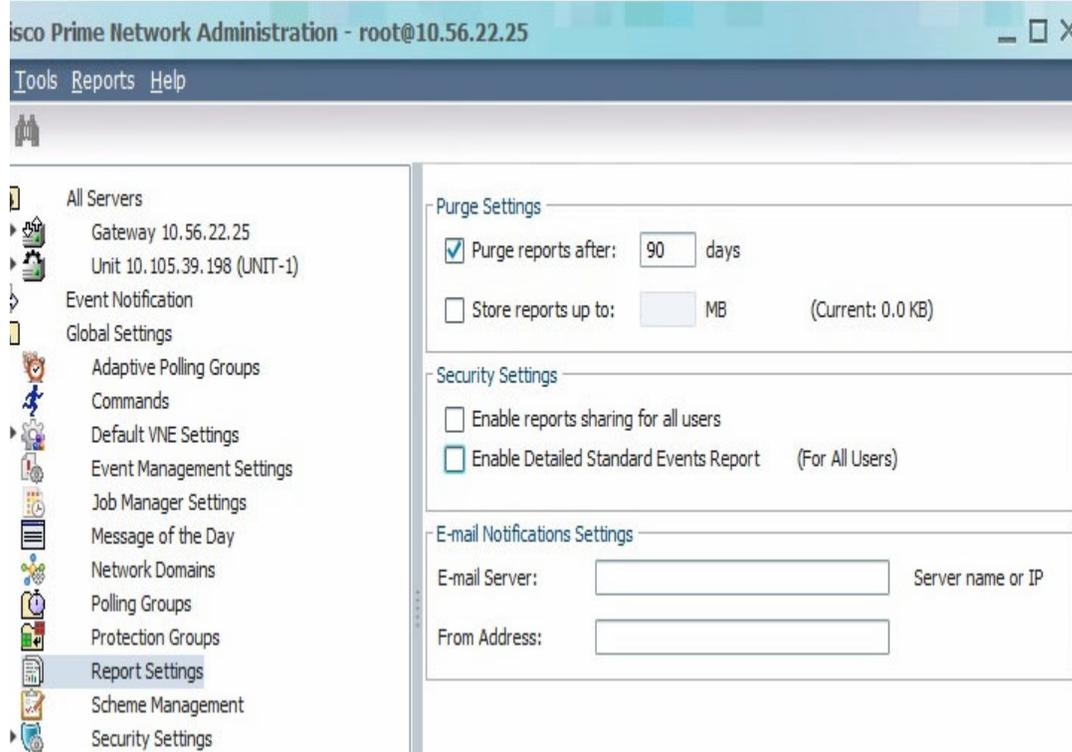 isco Prime Network Administration - root@10.56.22.25
Tools Reports Help
All Servers
Gateway 10.56.22.25
Unit 10.105.39.198 (UNIT-1)
Event Notification
Global Settings
Adaptive Polling Groups
Commands
Default VNE Settings
Event Management Settings
Job Manager Settings
Message of the Day
Network Domains
Polling Groups
Protection Groups
Report Settings
Scheme Management
Security Settings
Purge Settings
Purge reports after: 90 days
Store reports up to: MB (Current: 0.0 KB)
Security Settings
Enable reports sharing for all users
Enable Detailed Standard Events Report (For All Users)
E-mail Notifications Settings
E-mail Server: Server name or IP
From Address: